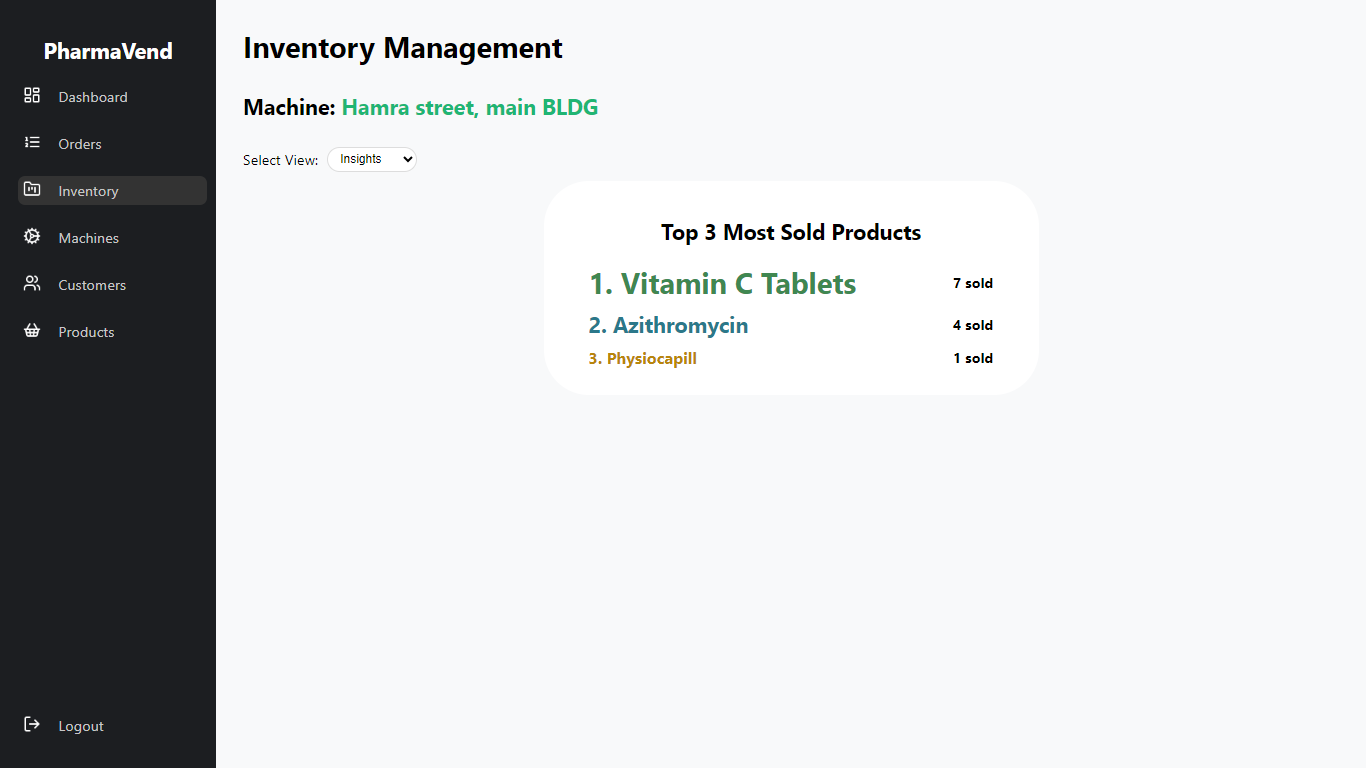 PharmaVend
Dashboard
Orders
Inventory
Machines
Customers
Products
Logout
Inventory Management
Machine: Hamra street, main BLDG
Select View: Insights
Top 3 Most Sold Products
1. Vitamin C Tablets 7 sold
2. Azithromycin 4 sold
3. Physiocapill 1 sold